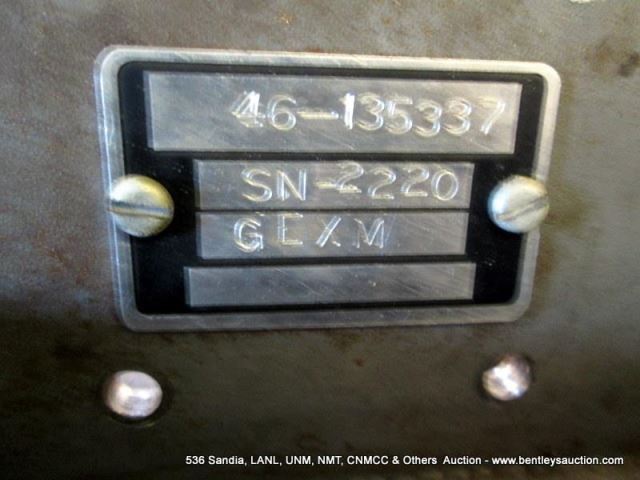 46-135337
SN-2220
GEXM
536 Sandia, LANL, UNM, NMT, CNMCC & Others Auction - www.bentleysauction.com